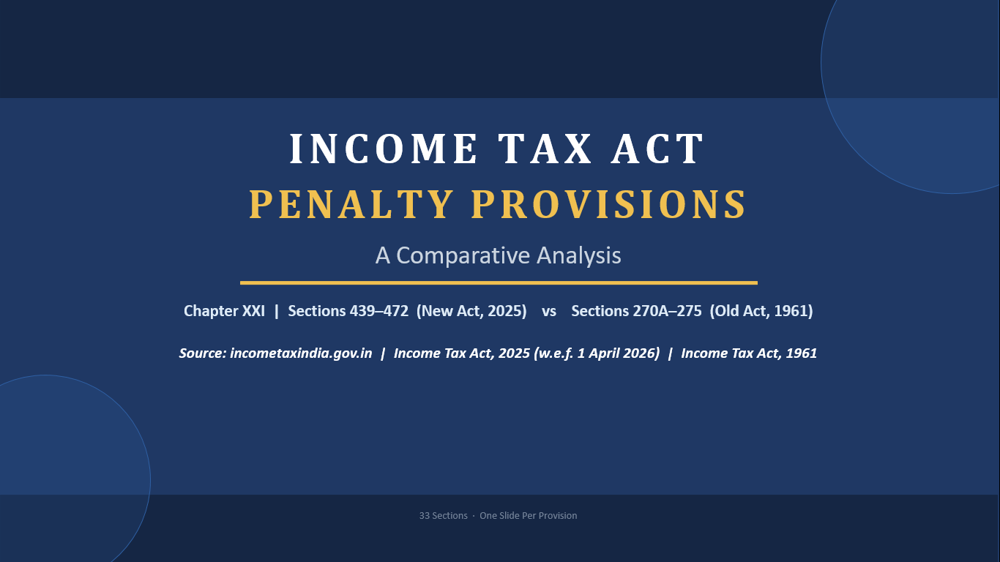 INCOME TAX ACT
PENALTY PROVISIONS
A Comparative Analysis
Chapter XXI | Sections 439–472 (New Act, 2025) vs Sections 270A–275 (Old Act, 1961)
Source: incometaxindia.gov.in | Income Tax Act, 2025 (w.e.f. 1 April 2026) | Income Tax Act, 1961
33 Sections · One Slide Per Provision